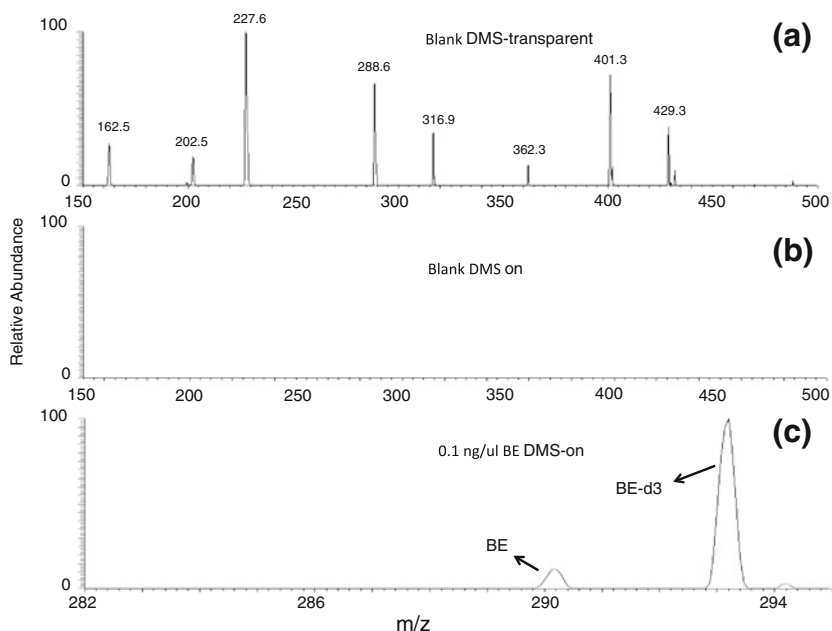 100
227.6
Blank DMS-transparent
(a)
401.3
288.6
429.3
316.9
162.5
202.5
362.3
0
150 200 250 300 350 400 450 500
100
(b)
Blank DMS on
Relative Abundance
0
150 200 250 300 350 400 450 500
100
(c)
0.1 ng/ul BE DMS-on
BE-d3
BE
0
282 286 290 294
m/z